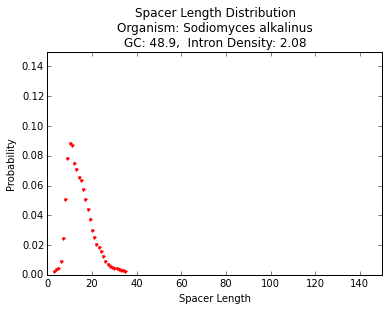 Spacer Length Distribution
Organism: Sodiomyces alkalinus
GC: 48.9,  Intron Density: 2.08
0.14
0.12
0.10
0.08
0.06
0.04
0.02
0.00
Probability
0 20 40 60 80 100 120 140
Spacer Length